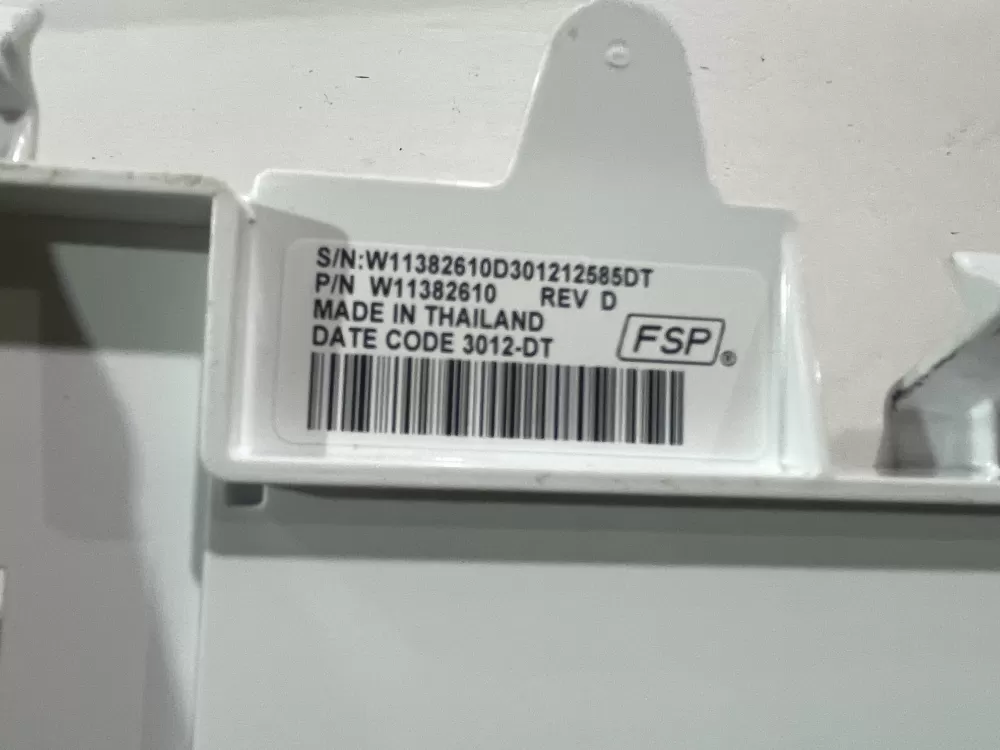 S/N:W11382610D301212585DT
P/N W11382610 REV D
MADE IN THAILAND
DATE CODE 3012-DT
FSP®